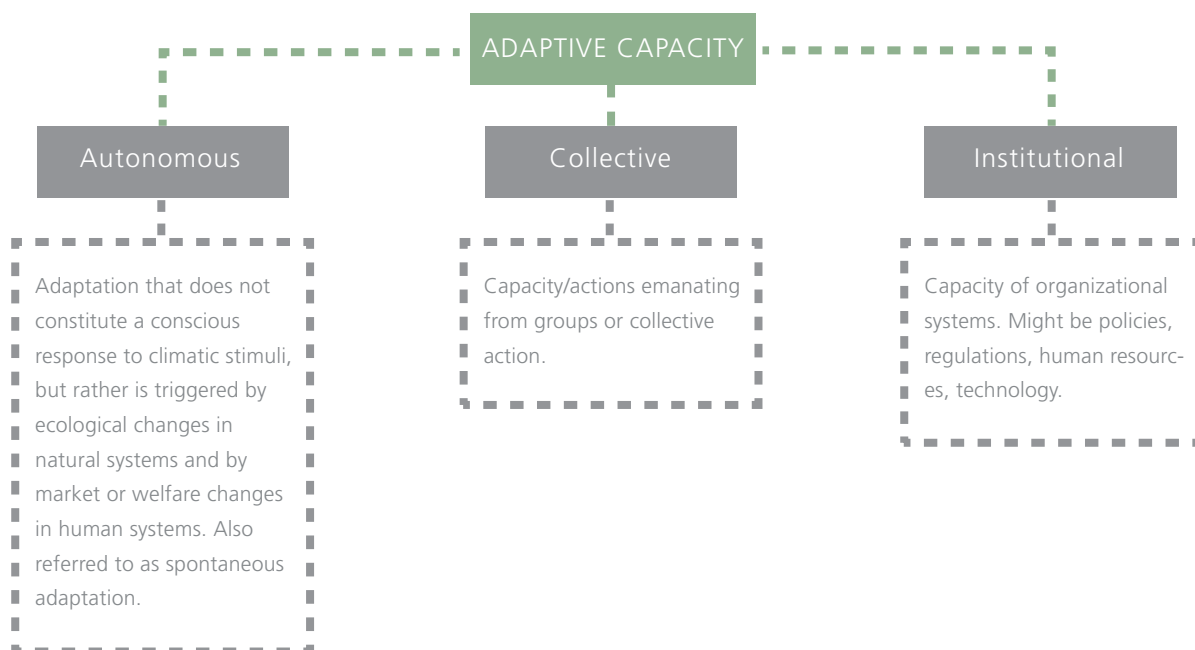 ADAPTIVE CAPACITY
Autonomous
Adaptation that does not
constitute a conscious
response to climatic stimuli,
but rather is triggered by
ecological changes in
natural systems and by
market or welfare changes
in human systems. Also
referred to as spontaneous
adaptation.
Collective
Capacity/actions emanating
from groups or collective
action.
Institutional
Capacity of organizational
systems. Might be policies,
regulations, human resourc-
es, technology.